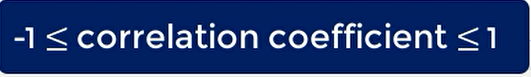 -1 ≤ correlation coefficient ≤ 1